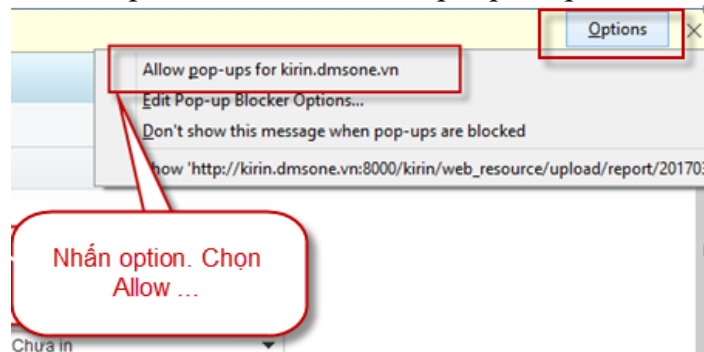 Options
Allow pop-ups for kirin.dmsone.vn
Edit Pop-up Blocker Options...
Don't show this message when pop-ups are blocked
Show 'http://kirin.dmsone.vn:8000/kirin/web_resource/upload/report/201703
Nhấn option. Chọn
Allow ...
Chưa in